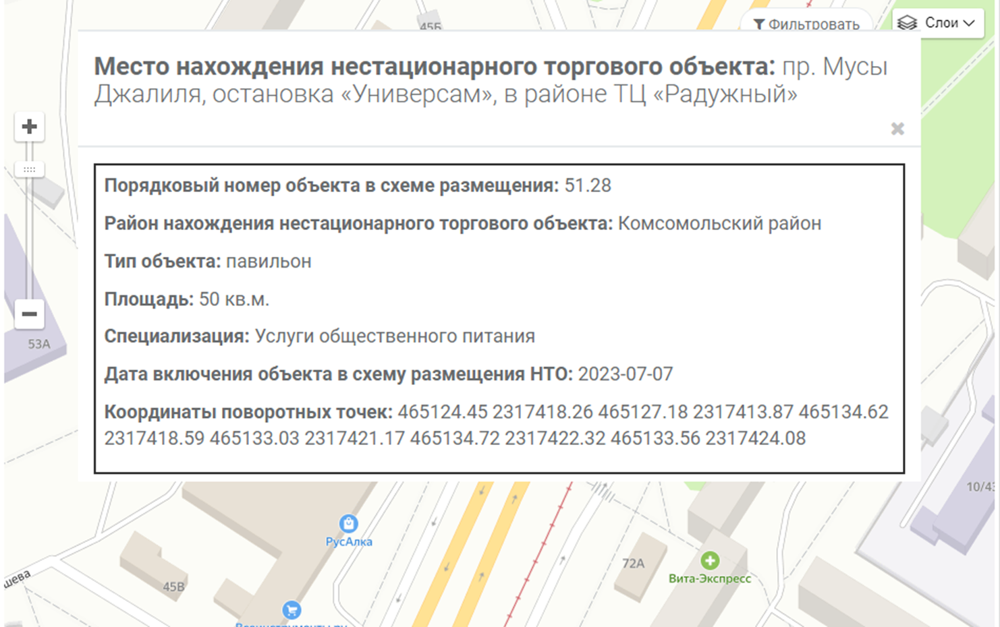 Фильтровать
Слои
Место нахождения нестационарного торгового объекта: пр. Мусы
Джалиля, остановка «Универсам», в районе ТЦ «Радужный»
Порядковый номер объекта в схеме размещения: 51.28
Район нахождения нестационарного торгового объекта: Комсомольский район
Тип объекта: павильон
Площадь: 50 кв.м.
Специализация: Услуги общественного питания
53А
Дата включения объекта в схему размещения НТО: 2023-07-07
Координаты поворотных точек: 465124.45 2317418.26 465127.18 2317413.87 465134.62
2317418.59 465133.03 2317421.17 465134.72 2317422.32 465133.56 2317424.08
РусАлка
72А
Вита-Экспресс
45В